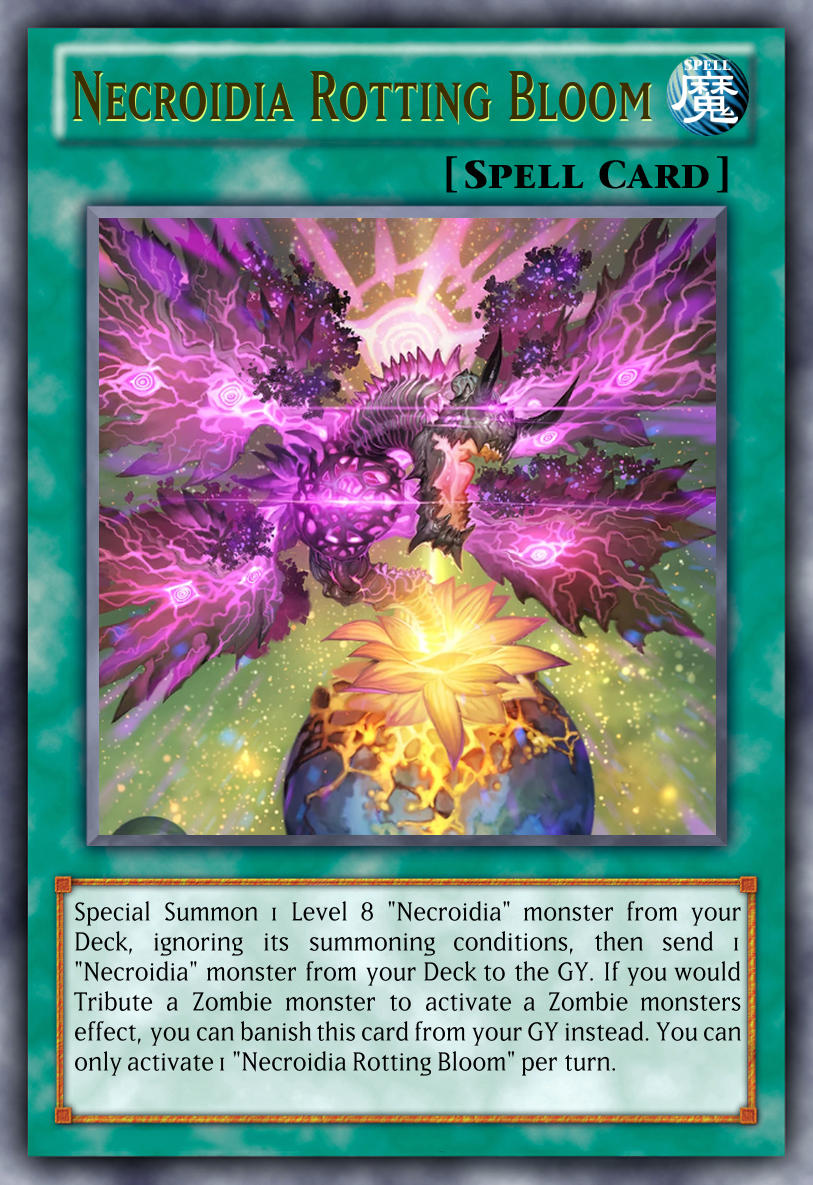 Necroidia Rotting Bloom
SPELL
魔
[Spell Card]
Special Summon 1 Level 8 "Necroidia" monster from your
Deck, ignoring its summoning conditions, then send 1
"Necroidia" monster from your Deck to the GY. If you would
Tribute a Zombie monster to activate a Zombie monsters
effect, you can banish this card from your GY instead. You can
only activate 1 "Necroidia Rotting Bloom" per turn.